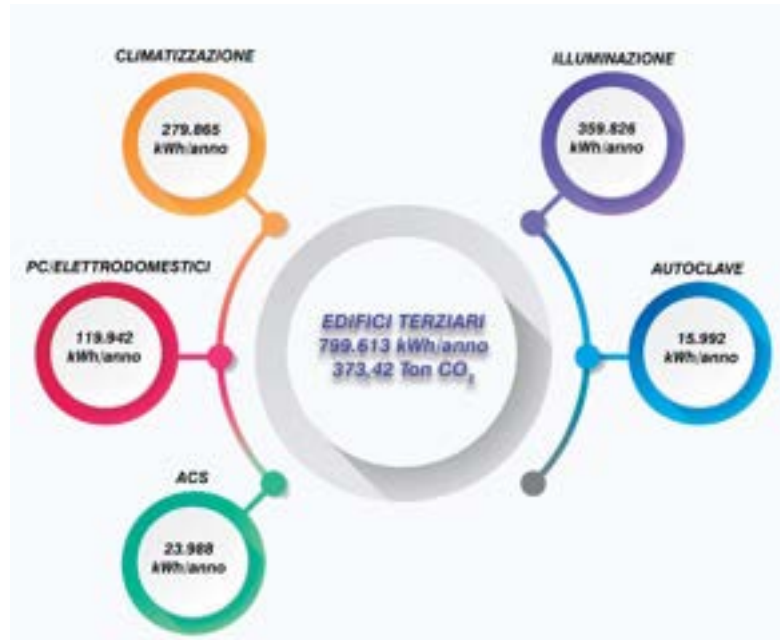 CLIMATIZZAZIONE
279.865
kWh/anno
ILLUMINAZIONE
359.826
kWh/anno
PC/ELETTRODOMESTICI
119.942
kWh/anno
EDIFICI TERZIARI
799.613 kWh/anno
373,42 Ton CO₂
AUTOCLAVE
15.992
kWh/anno
ACS
23.988
kWh/anno